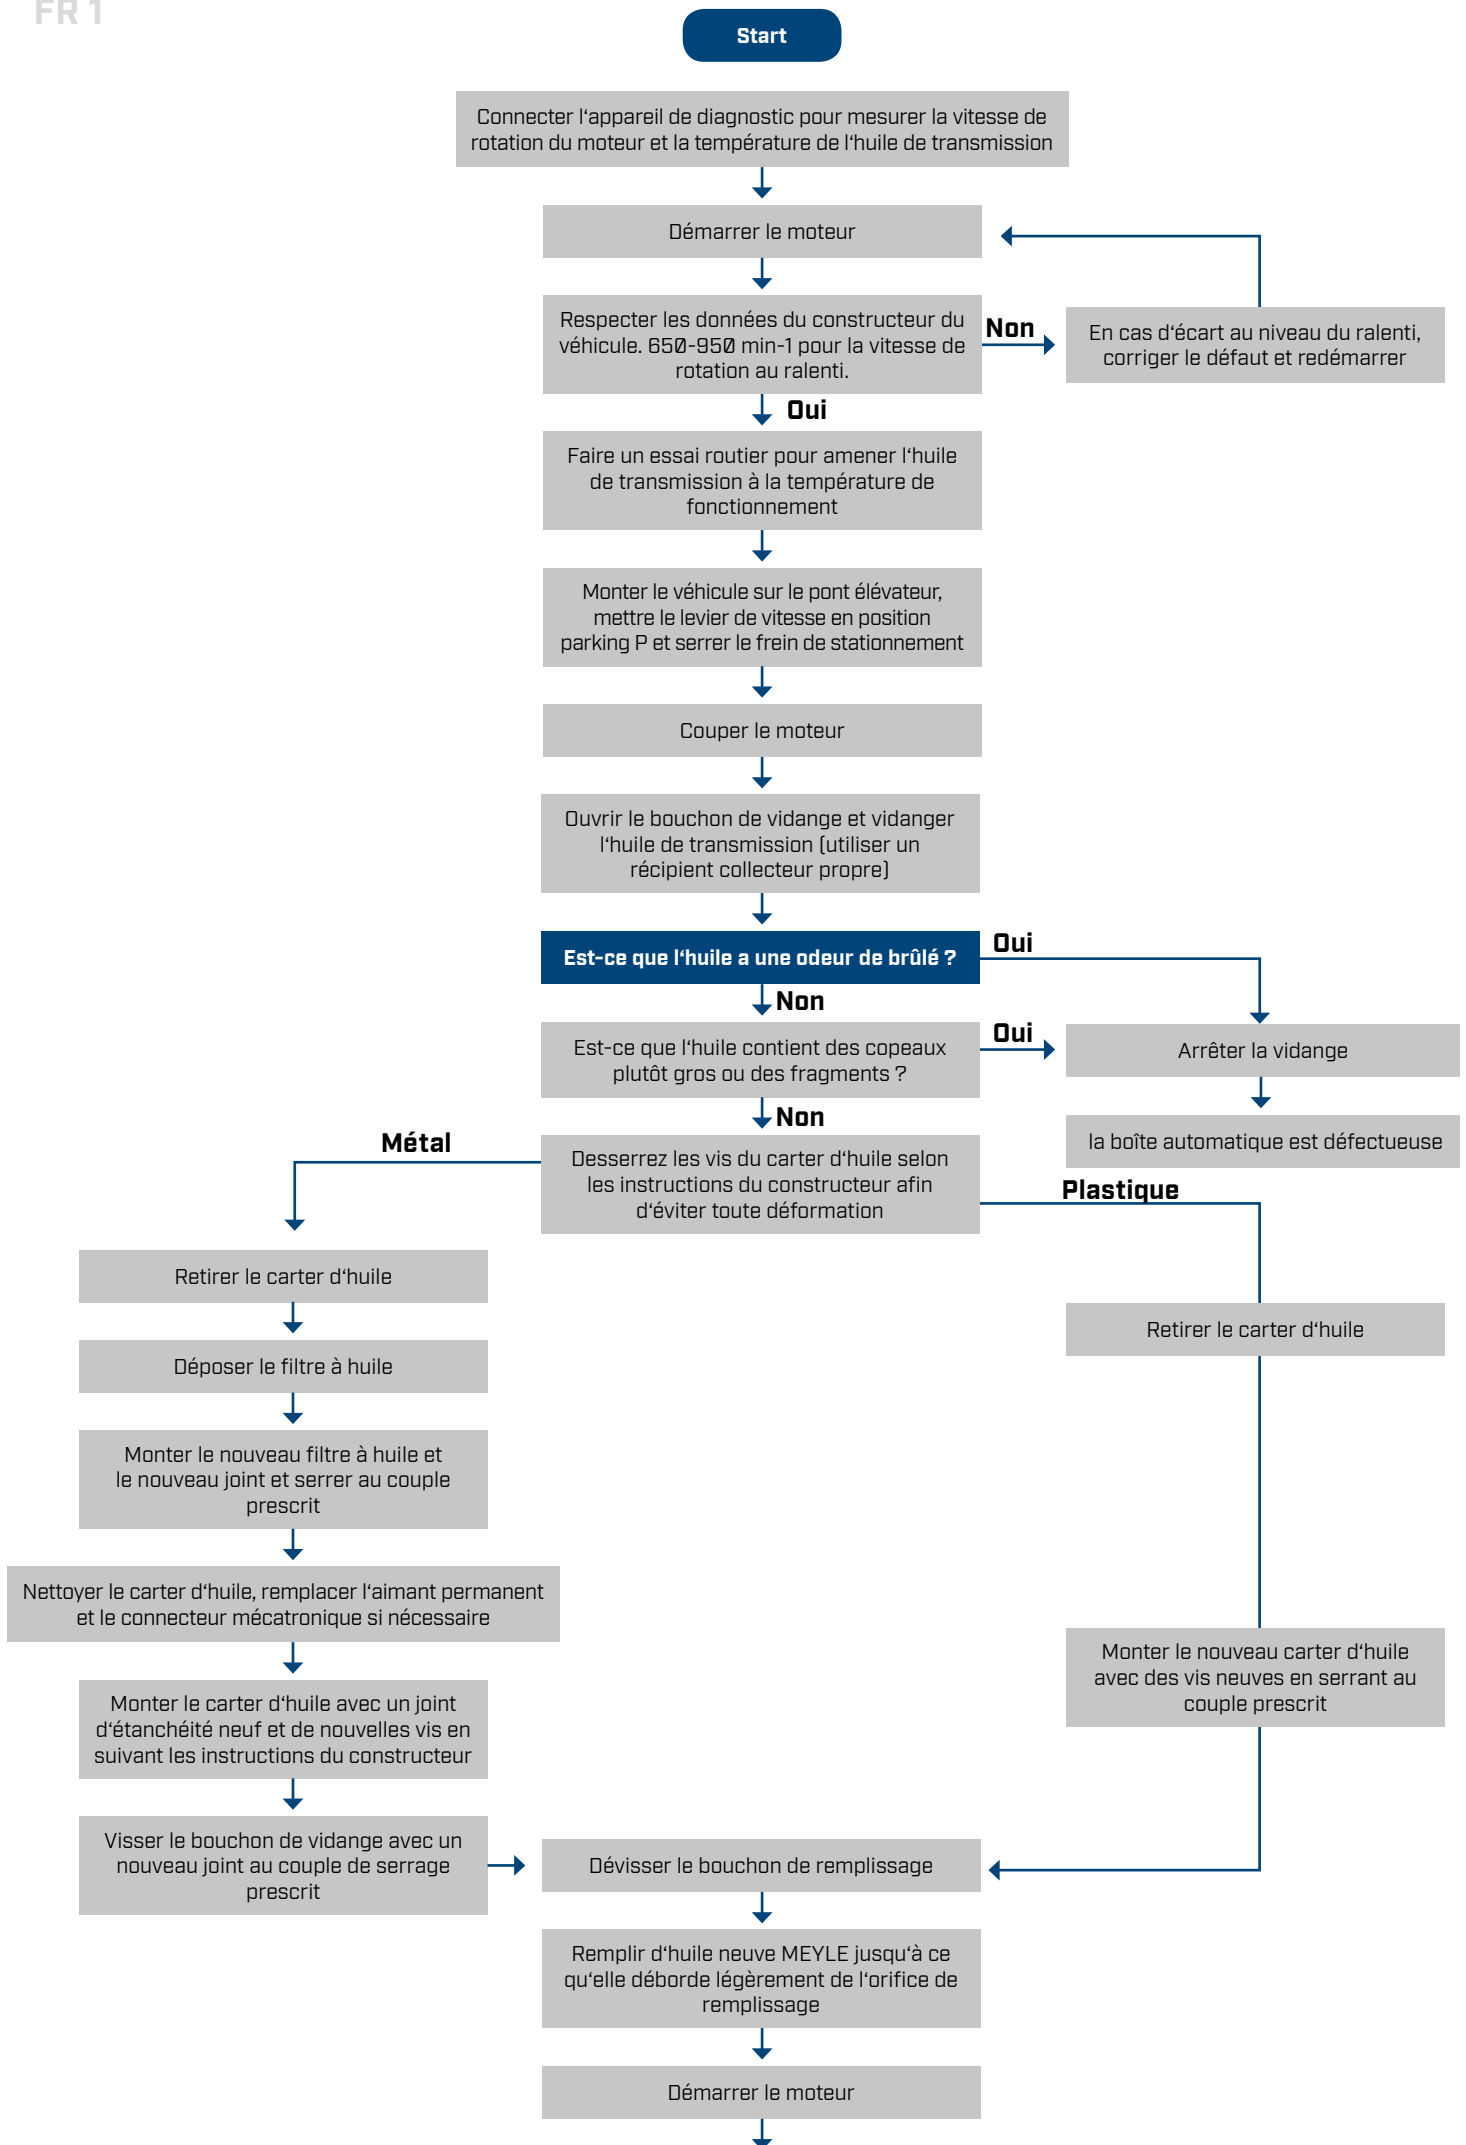 FR 1
Start
Connecter l‘appareil de diagnostic pour mesurer la vitesse de
rotation du moteur et la température de l‘huile de transmission
Démarrer le moteur
Respecter les données du constructeur du
véhicule. 650-950 min-1 pour la vitesse de
rotation au ralenti.
Non
En cas d‘écart au niveau du ralenti,
corriger le défaut et redémarrer
Oui
Faire un essai routier pour amener l‘huile
de transmission à la température de
fonctionnement
Monter le véhicule sur le pont élévateur,
mettre le levier de vitesse en position
parking P et serrer le frein de stationnement
Couper le moteur
Ouvrir le bouchon de vidange et vidanger
l‘huile de transmission (utiliser un
récipient collecteur propre)
Est-ce que l‘huile a une odeur de brûlé ?
Oui
Non
Est-ce que l‘huile contient des copeaux
plutôt gros ou des fragments ?
Oui
Arrêter la vidange
Non
la boîte automatique est défectueuse
Métal
Desserrez les vis du carter d‘huile selon
les instructions du constructeur afin
d‘éviter toute déformation
Plastique
Retirer le carter d‘huile
Déposer le filtre à huile
Monter le nouveau filtre à huile et
le nouveau joint et serrer au couple
prescrit
Nettoyer le carter d‘huile, remplacer l‘aimant permanent
et le connecteur mécatronique si nécessaire
Monter le carter d‘huile avec un joint
d‘étanchéité neuf et de nouvelles vis en
suivant les instructions du constructeur
Visser le bouchon de vidange avec un
nouveau joint au couple de serrage
prescrit
Retirer le carter d‘huile
Monter le nouveau carter d‘huile
avec des vis neuves en serrant au
couple prescrit
Dévisser le bouchon de remplissage
Remplir d‘huile neuve MEYLE jusqu‘à ce
qu‘elle déborde légèrement de l‘orifice de
remplissage
Démarrer le moteur